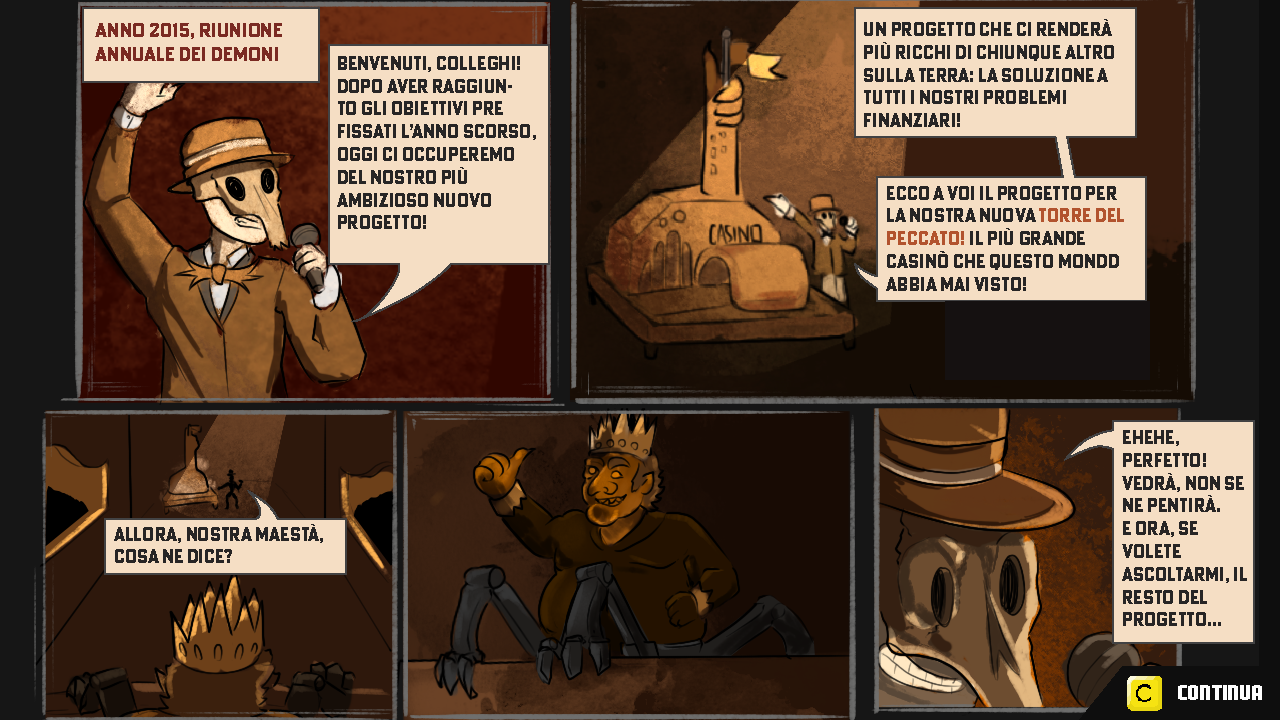 ANNO 2015, RIUNIONE
ANNUALE DEI DEMONI
BENVENUTI, COLLEGHI!
DOPO AVER RAGGIUN-
TO GLI OBIETTIVI PRE
FISSATI L'ANNO SCORSO,
OGGI CI OCCUPEREMO
DEL NOSTRO PIÙ
AMBIZIOSO NUOVO
PROGETTO!
UN PROGETTO CHE CI RENDERÀ
PIÙ RICCHI DI CHIUNQUE ALTRO
SULLA TERRA: LA SOLUZIONE A
TUTTI I NOSTRI PROBLEMI
FINANZIARI!
ECCO A VOI IL PROGETTO PER
LA NOSTRA NUOVA TORRE DEL
PECCATO! IL PIÙ GRANDE
CASINÒ CHE QUESTO MONDD
ABBIA MAI VISTO!
CASINO
ALLORA, NOSTRA MAESTÀ,
COSA NE DICE?
EHEHE,
PERFETTO!
VEDRÀ, NON SE
NE PENTIRÀ.
E ORA, SE
VOLETE
ASCOLTARMI, IL
RESTO DEL
PROGETTO...
C CONTINUA